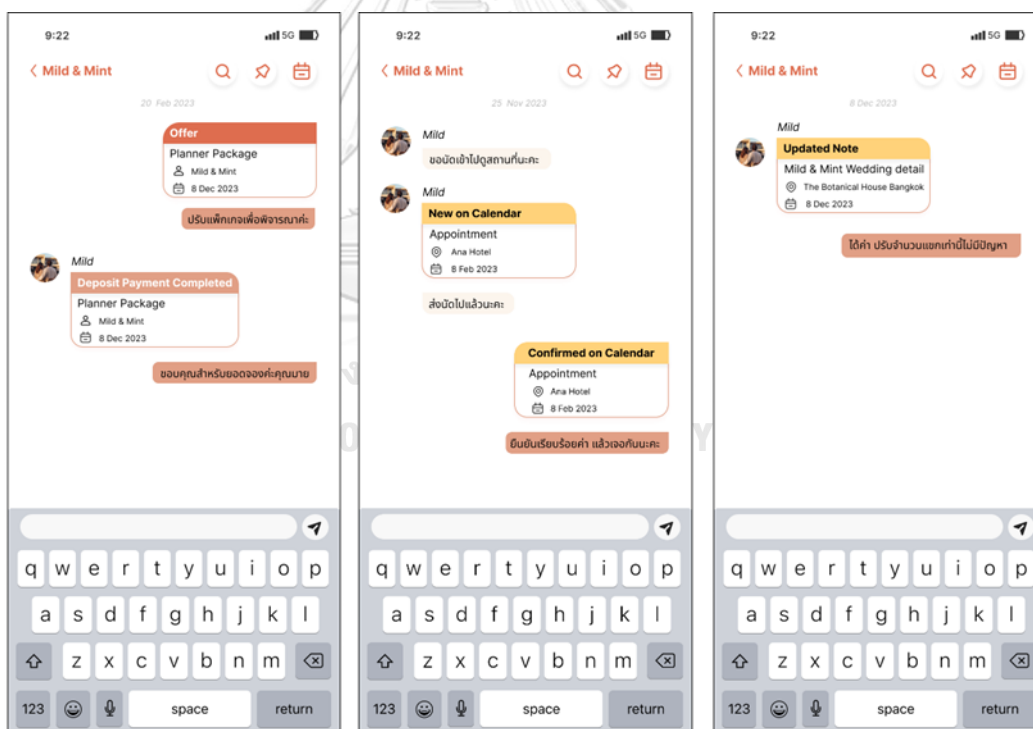 9:22
5G
Mild & Mint
20 Feb 2023
Offer
Planner Package
Mild & Mint
8 Dec 2023
ปรับแพ็กเกจเพื่อพิจารณาค่ะ
Mild
Deposit Payment Completed
Planner Package
Mild & Mint
8 Dec 2023
ขอบคุณสำหรับยอดจองค่ะคุณมาย
q w e r t y u i o p
a s d f g h j k l
z x c v b n m
123 space return
9:22
5G
Mild & Mint
25 Nov 2023
Mild
ขอนัดเข้าไปดูสถานที่นะคะ
Mild
New on Calendar
Appointment
Ana Hotel
8 Feb 2023
ส่งนัดไปแล้วนะคะ
Confirmed on Calendar
Appointment
Ana Hotel
8 Feb 2023
ยืนยันเรียบร้อยค่า แล้วเจอกันนะคะ
q w e r t y u i o p
a s d f g h j k l
z x c v b n m
123 space return
9:22
5G
Mild & Mint
8 Dec 2023
Mild
Updated Note
Mild & Mint Wedding detail
The Botanical House Bangkok
8 Dec 2023
ได้ค่า ปรับจำนวนแขกเท่านี้ไม่มีปัญหา
q w e r t y u i o p
a s d f g h j k l
z x c v b n m
123 space return